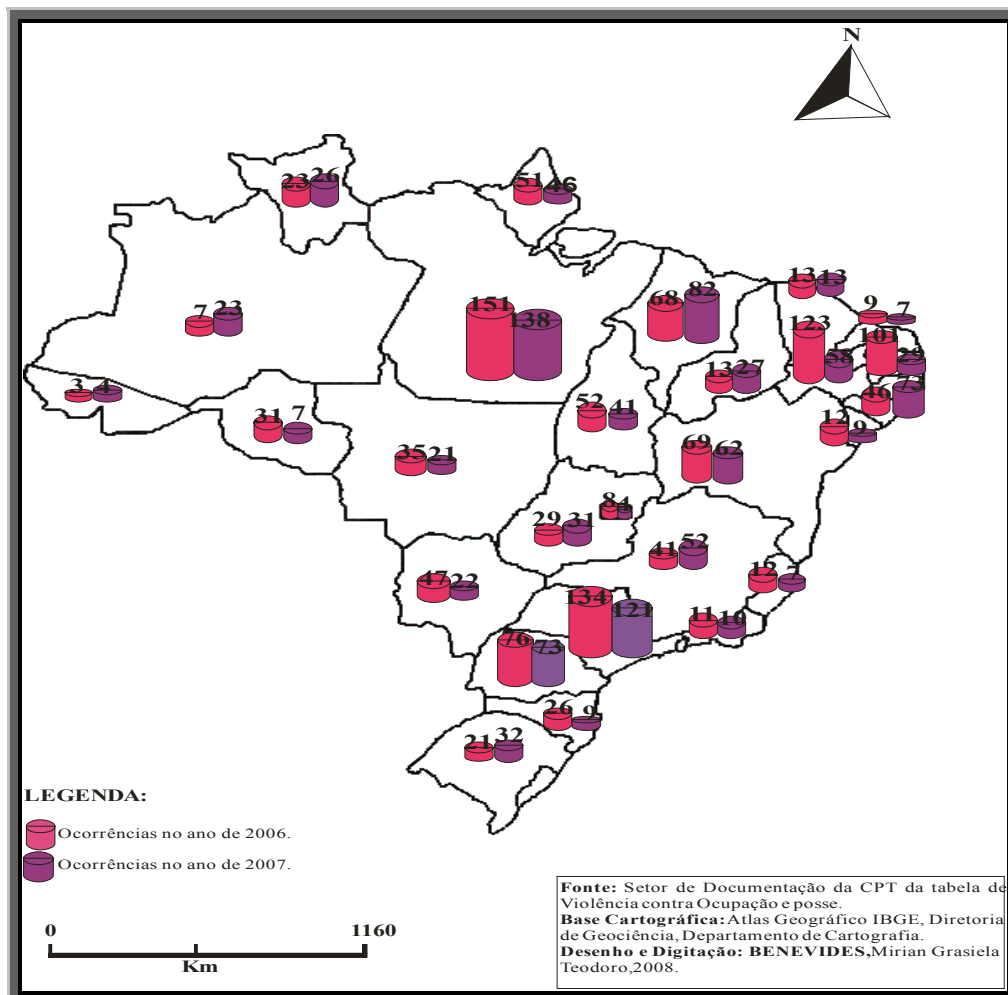 N
23 26
51 46
7 23
151 138
68 82
13 13
9 7
123 58
101 29
13 27
46
3 4
31 7
52 41
12 9
35 21
69 62
8 4
29 31
41 52
12 7
47 22
134 121
11 10
76 73
26 9
21 32
LEGENDA:
Ocorrências no ano de 2006.
Ocorrências no ano de 2007.
0 1160
Km
Fonte: Setor de Documentação da CPT da tabela de
Violência contra Ocupação e posse.
Base Cartográfica: Atlas Geográfico IBGE, Diretoria
de Geociência, Departamento de Cartografia.
Desenho e Digitação: BENEVIDES,Mirian Grasiela
Teodoro,2008.